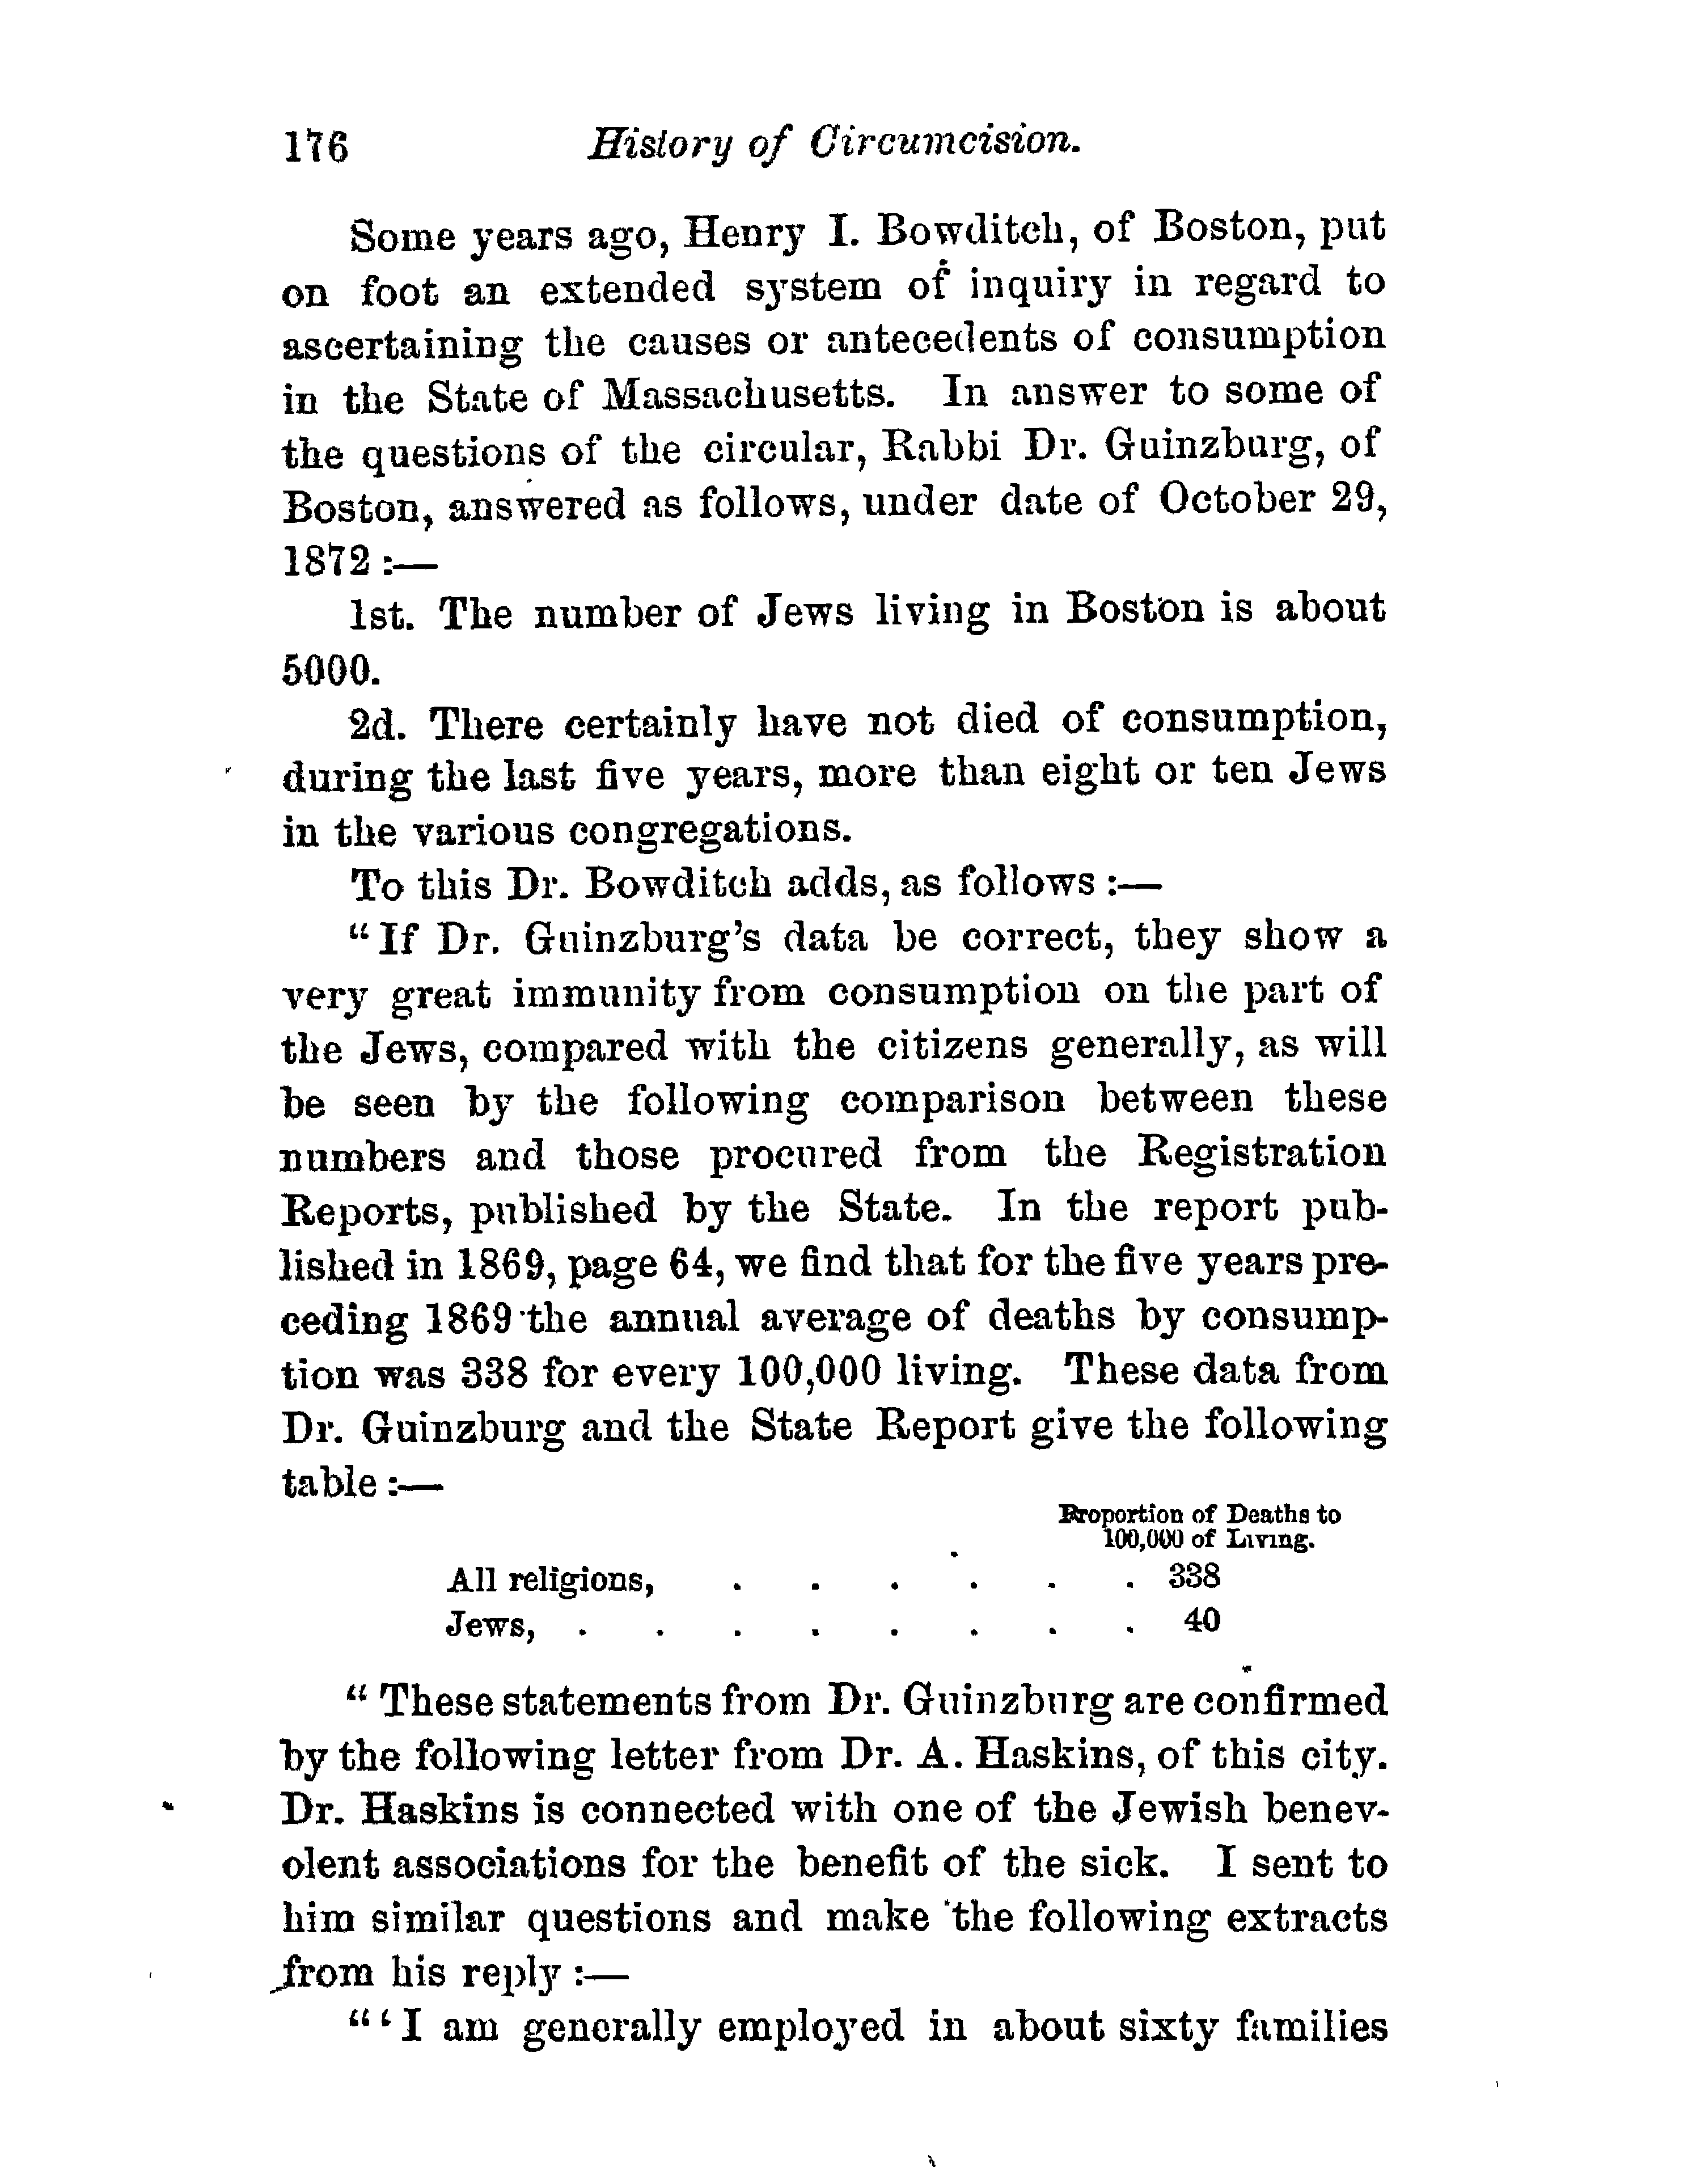 176 History of Circumcision.
Some years ago, Henry I. Bowditch, of Boston, put
on foot an extended system of inquiry in regard to
ascertaining the causes or antecedents of consumption
in the State of Massachusetts. In answer to some of
the questions of the circular, Rabbi Dr. Guinzburg, of
Boston, answered as follows, under date of October 29,
1872 :—
1st. The number of Jews living in Boston is about
5000.
2d. There certainly have not died of consumption,
during the last five years, more than eight or ten Jews
in the various congregations.
To this Dr. Bowditch adds, as follows :—
"If Dr. Guinzburg's data be correct, they show a
very great immunity from consumption on the part of
the Jews, compared with the citizens generally, as will
be seen by the following comparison between these
numbers and those procured from the Registration
Reports, published by the State. In the report pub-
lished in 1869, page 64, we find that for the five years pre-
ceding 1869 the annual average of deaths by consump-
tion was 338 for every 100,000 living. These data from
Dr. Guinzburg and the State Report give the following
table :—
Proportion of Deaths to
100,000 of Living.
All religions, . . . . . . 338
Jews, . . . . . . . . 40
"These statements from Dr. Guinzburg are confirmed
by the following letter from Dr. A. Haskins, of this city.
Dr. Haskins is connected with one of the Jewish benev-
olent associations for the benefit of the sick. I sent to
him similar questions and make the following extracts
from his reply :—
"'I am generally employed in about sixty families